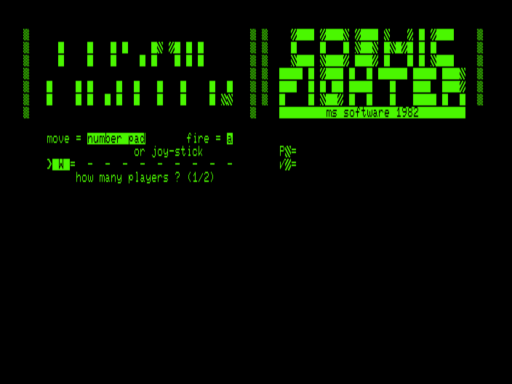 COSMIC
FIGHTER
ms software 1982
move = number pad fire = a
or joy-stick
how many players ? (1/2)